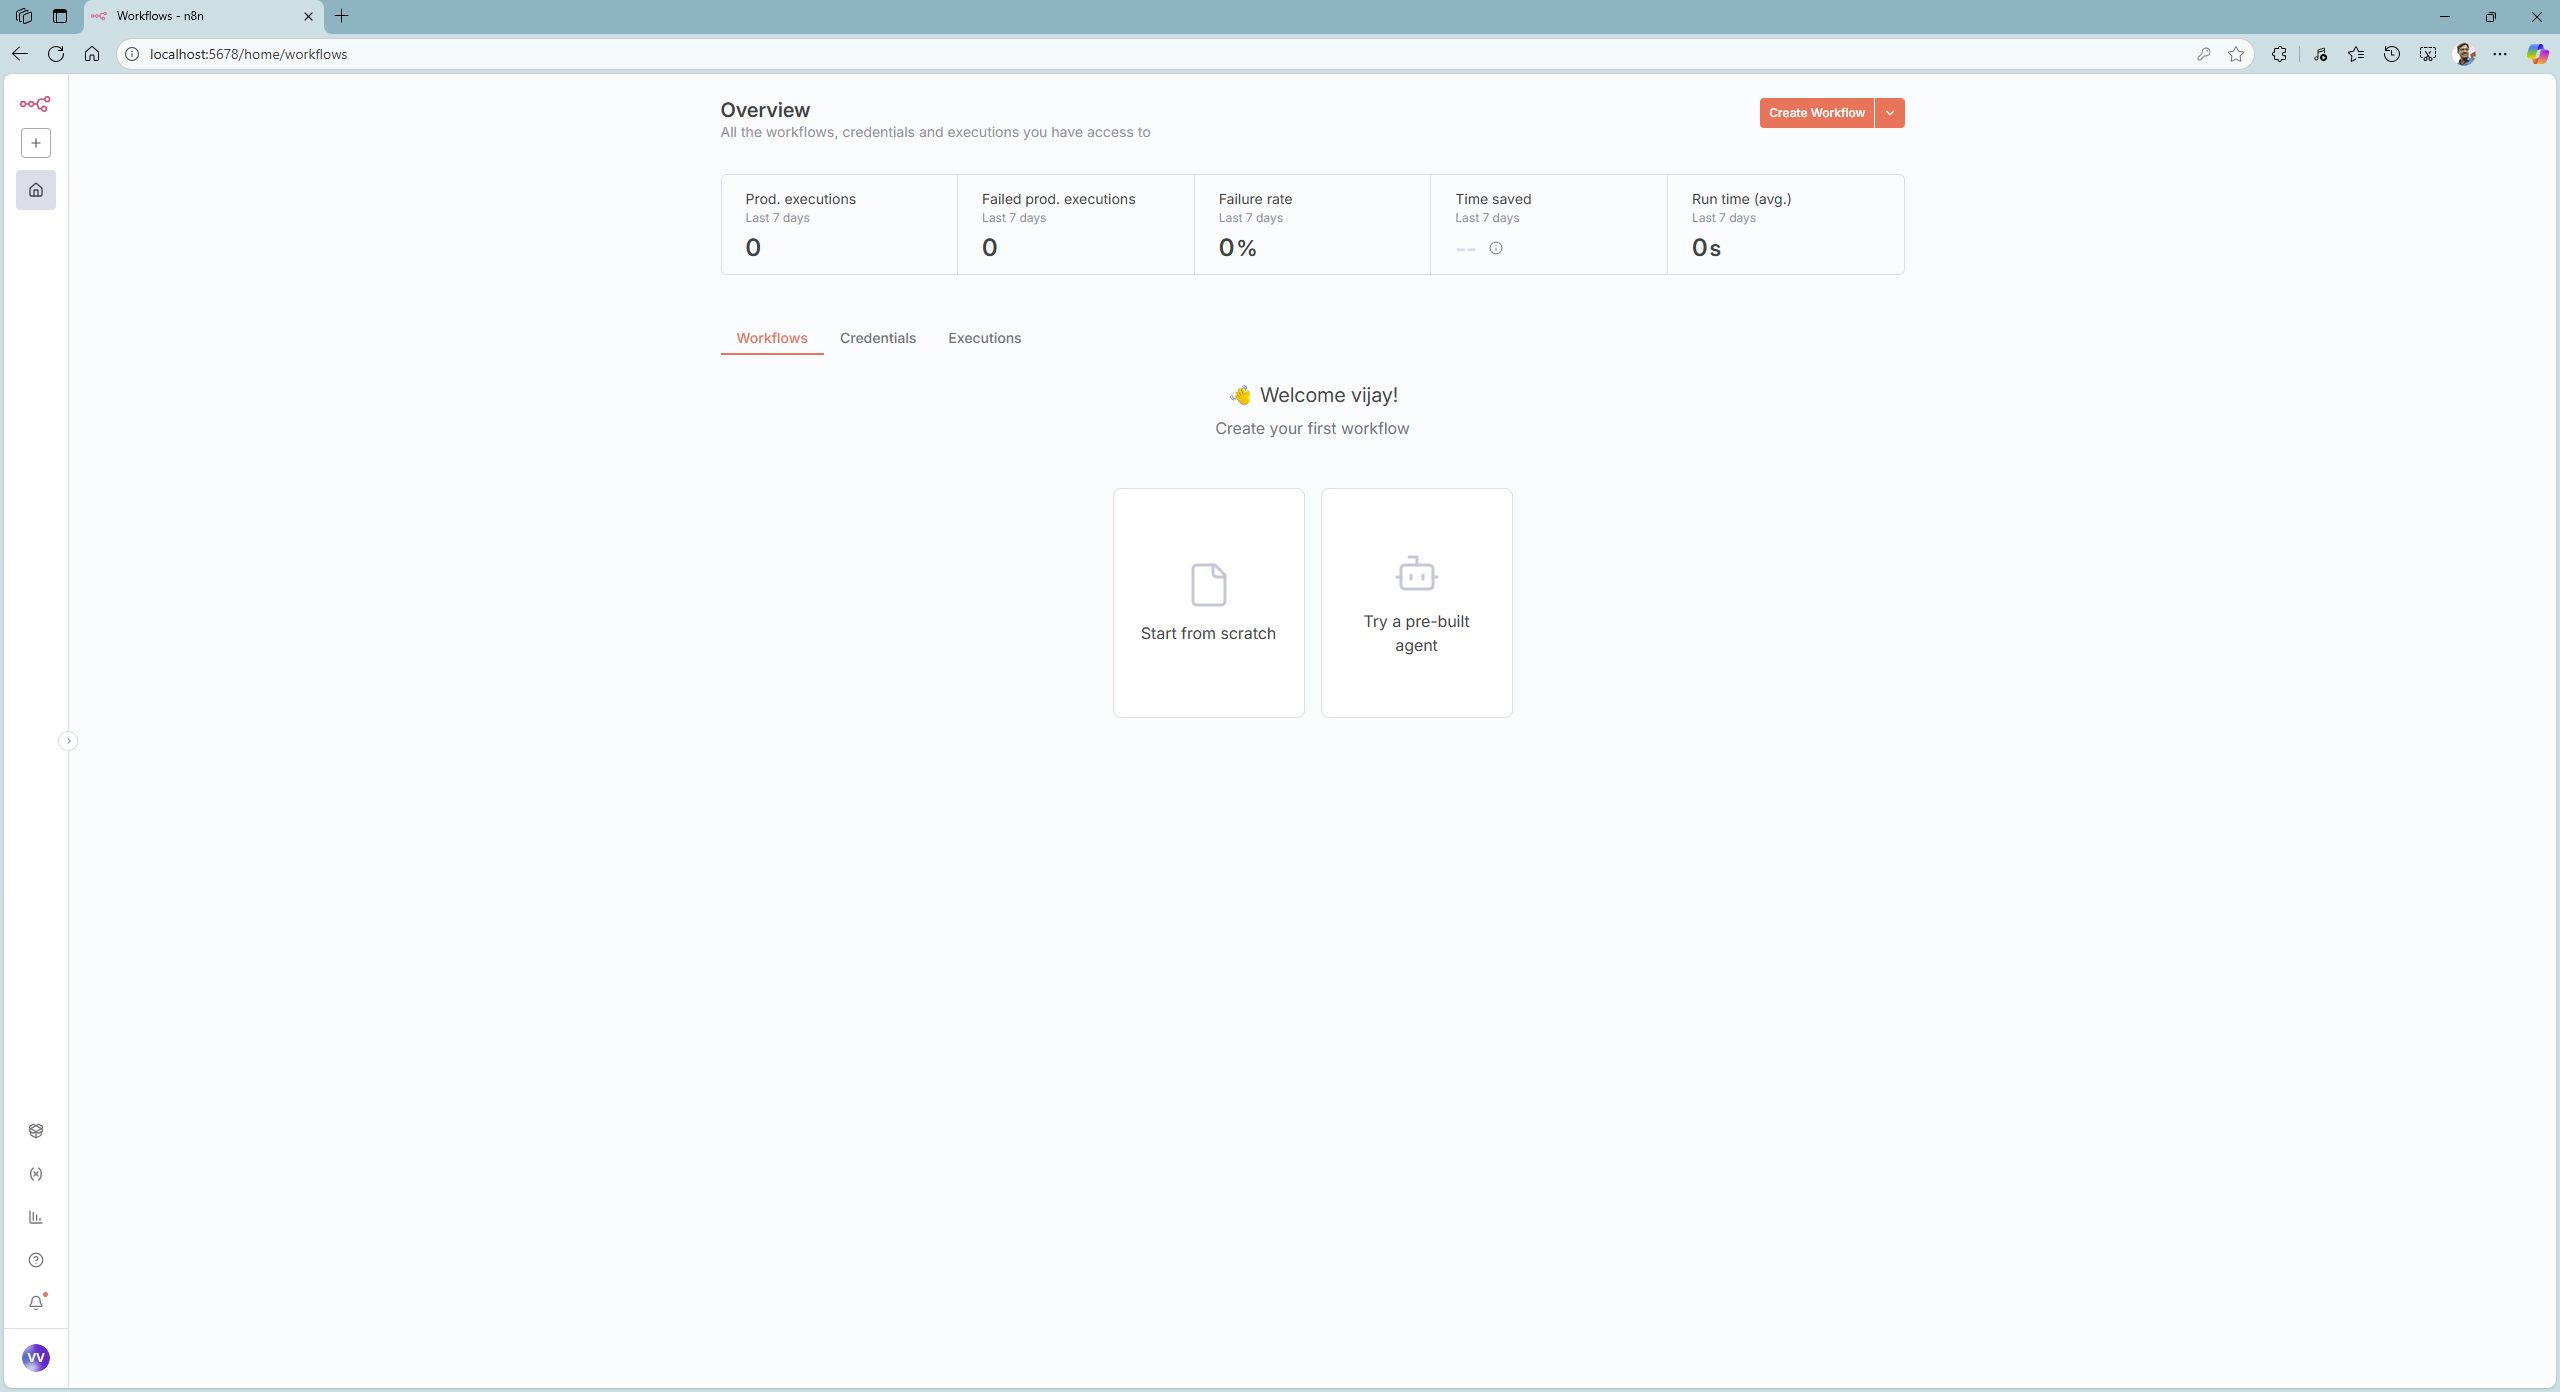 Workflows - n8n
localhost:5678/home/workflows
Overview
All the workflows, credentials and executions you have access to
Create Workflow
Prod. executions
Last 7 days
0
Failed prod. executions
Last 7 days
0
Failure rate
Last 7 days
0%
Time saved
Last 7 days
--
Run time (avg.)
Last 7 days
0s
Workflows Credentials Executions
👋 Welcome vijay!
Create your first workflow
Start from scratch
Try a pre-built
agent
VV